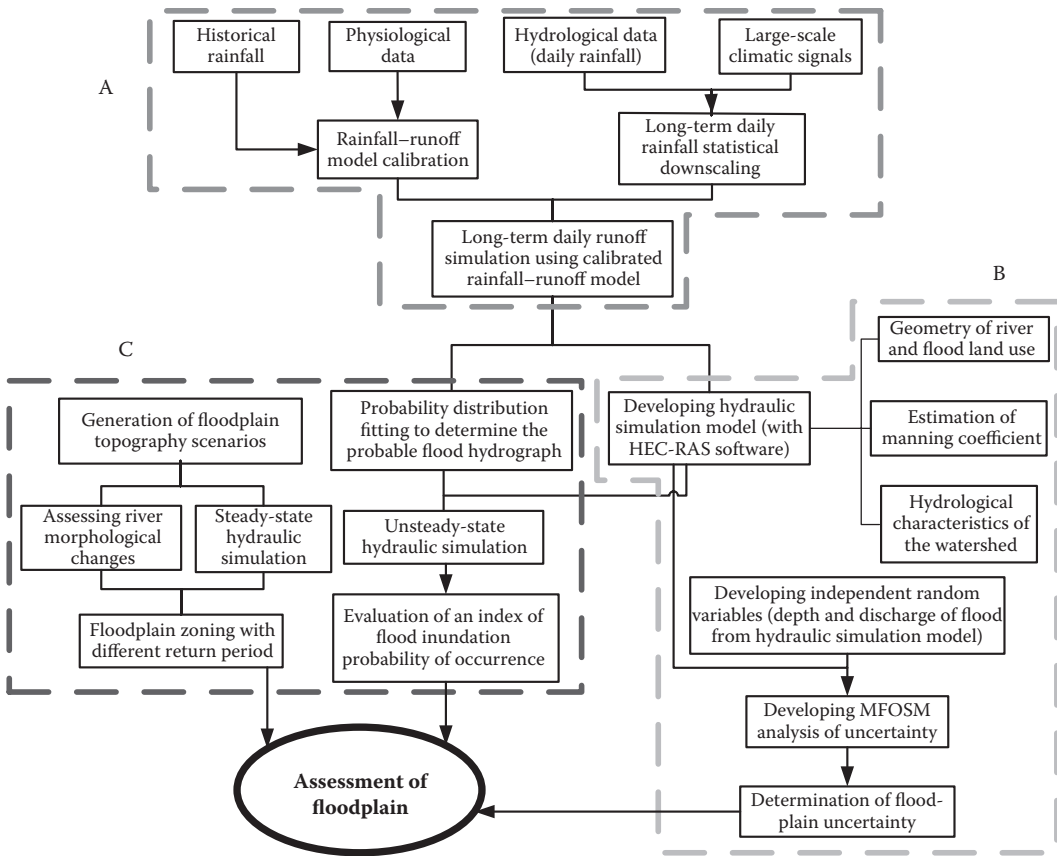 Historical
rainfall
Physiological
data
Hydrological data
(daily rainfall)
Large-scale
climatic signals
A
Rainfall–runoff
model calibration
Long-term daily
rainfall statistical
downscaling
Long-term daily runoff
simulation using calibrated
rainfall–runoff model
B
Geometry of river
and flood land use
C
Generation of floodplain
topography scenarios
Probability distribution
fitting to determine the
probable flood hydrograph
Developing hydraulic
simulation model (with
HEC-RAS software)
Estimation of
manning coefficient
Assessing river
morphological
changes
Steady-state
hydraulic
simulation
Unsteady-state
hydraulic simulation
Hydrological
characteristics of
the watershed
Developing independent random
variables (depth and discharge of flood
from hydraulic simulation model)
Floodplain zoning with
different return period
Evaluation of an index of
flood inundation
probability of occurrence
Developing MFOSM
analysis of uncertainty
Assessment of
floodplain
Determination of flood-
plain uncertainty